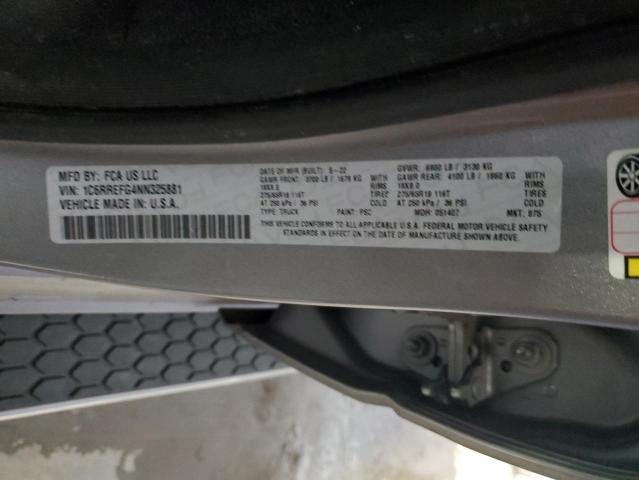 MFD BY: FCA US LLC
VIN: 1C6RREFG4NN325881
VEHICLE MADE IN: U.S.A.
DATE OF MFR (BUILT): 5-22 GVWR: 6900 LB / 3130 KG
GAWR FRONT: 3700 LB / 1678 KG WITH GAWR REAR: 4100 LB / 1860 KG WITH
18X8.0 RIMS 18X8.0 RIMS
275/65R18 116T TIRES 275/65R18 116T TIRES
AT 250 kPa / 36 PSI COLD AT 250 kPa / 36 PSI COLD
TYPE: TRUCK PAINT: PSC MDH: 051407 MKT: 87S
THIS VEHICLE CONFORMS TO ALL APPLICABLE U.S.A. FEDERAL MOTOR VEHICLE SAFETY
STANDARDS IN EFFECT ON THE DATE OF MANUFACTURE SHOWN ABOVE.